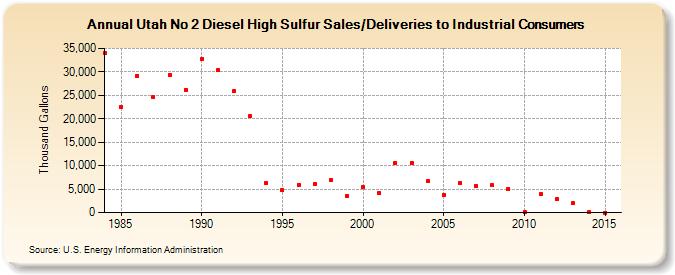 Annual Utah No 2 Diesel High Sulfur Sales/Deliveries to Industrial Consumers
Thousand Gallons
35,000
30,000
25,000
20,000
15,000
10,000
5,000
0
1985 1990 1995 2000 2005 2010 2015
Source: U.S. Energy Information Administration